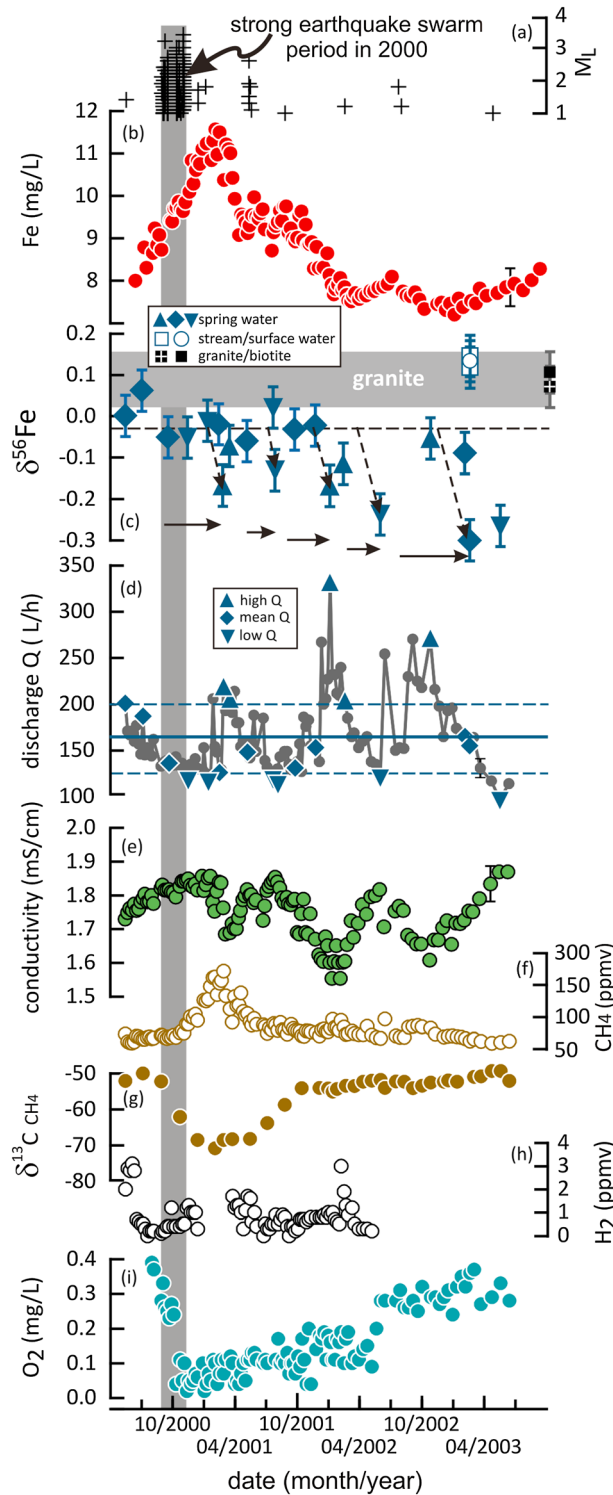 strong earthquake swarm
period in 2000
(a)
4
3
2
1
M_L
(b)
12
11
10
9
8
Fe (mg/L)
spring water
stream/surface water
granite/biotite
0.2
0.1
0.0
-0.1
-0.2
-0.3
δ⁵⁶Fe
granite
(c)
(d)
350
300
250
200
150
100
discharge Q ( L/h)
high Q
mean Q
low Q
(e)
2.0
1.9
1.8
1.7
1.6
1.5
conductivity (mS/cm)
(f)
300
150
100
50
CH4 (ppmv)
(g)
-50
-60
-70
-80
δ¹³C CH4
(h)
4
3
2
1
0
H₂ (ppmv)
(i)
0.4
0.3
0.2
0.1
0.0
O₂ (mg/L)
10/2000
10/2001
10/2002
04/2001
04/2002
04/2003
date (month/year)